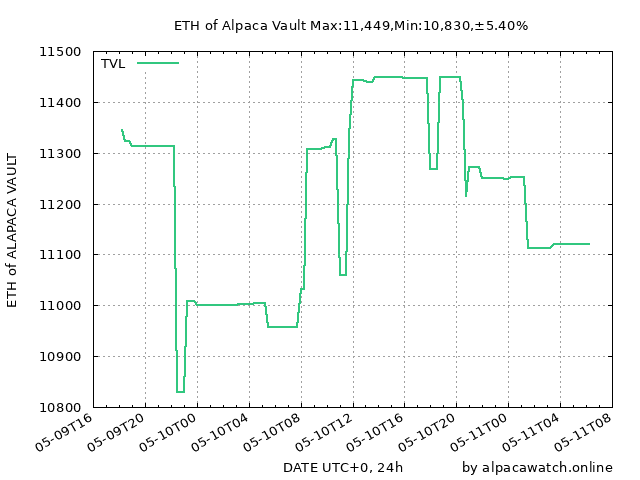 ETH of Alpaca Vault Max:11,449,Min:10,830,±5.40%
TVL
ETH of ALAPACA VAULT
11500
11400
11300
11200
11100
11000
10900
10800
05-09T16
05-09T20
05-10T00
05-10T04
05-10T08
05-10T12
05-10T16
05-10T20
05-11T00
05-11T04
05-11T08
DATE UTC+0, 24h
by alpacawatch.online